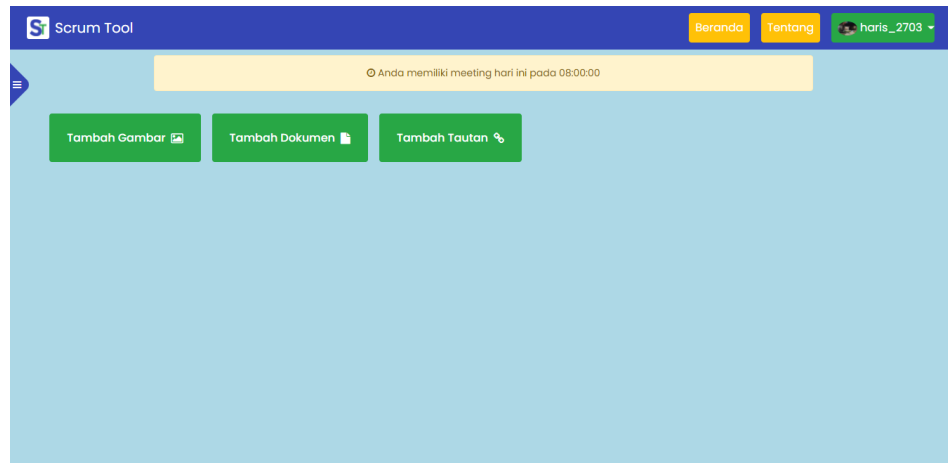 ST Scrum Tool Beranda Tentang haris_2703
Anda memiliki meeting hari ini pada 08:00:00
Tambah Gambar Tambah Dokumen Tambah Tautan